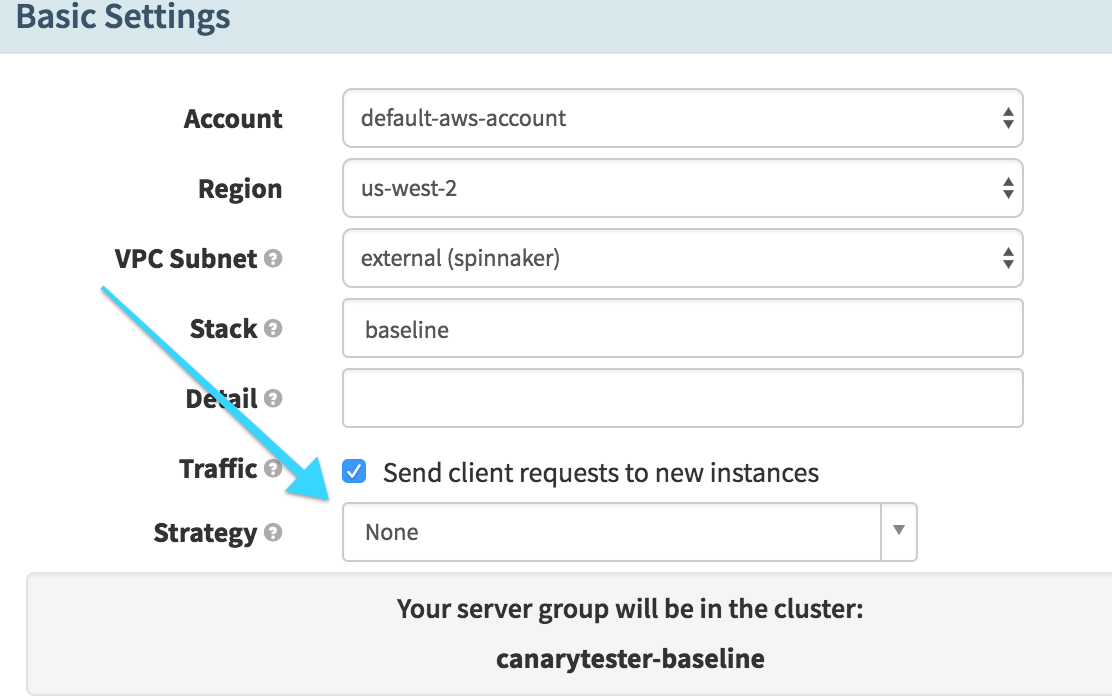 Basic Settings
Account default-aws-account
Region us-west-2
VPC Subnet ? external (spinnaker)
Stack ? baseline
Detail ?
Traffic ? Send client requests to new instances
Strategy ? None
Your server group will be in the cluster:
canarytester-baseline